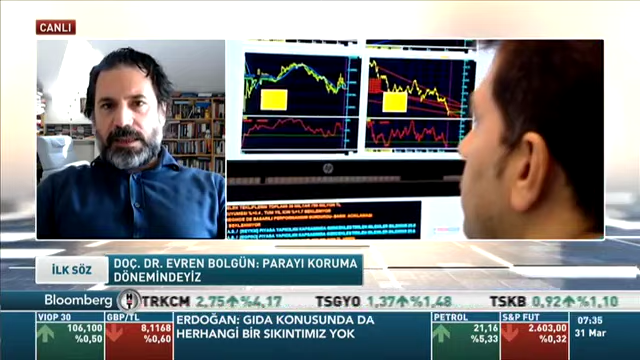 CANLI
hp
İLK SÖZ
DOÇ. DR. EVREN BOLGÜN: PARAYI KORUMA
DÖNEMİNDEYİZ
Bloomberg HT TRKCM 2,75 %4,17 TSGYO 1,37 %1,48 TSKB 0,92 %1,10
VIOP 30
106,100
%0,50
GBP/TL
8,1168
%0,60
ERDOĞAN: GIDA KONUSUNDA DA
HERHANGİ BİR SIKINTIMIZ YOK
PETROL
21,16
%5,33
S&P FUT
2.603,00
%0,32
07:35
31 Mar